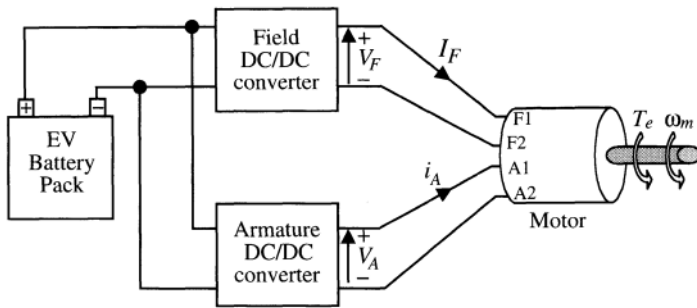 Field
DC/DC
converter
+
V_F
−
I_F
+
−
EV
Battery
Pack
F1
F2
A1
A2
T_e
ω_m
Motor
i_A
Armature
DC/DC
converter
+
V_A
−